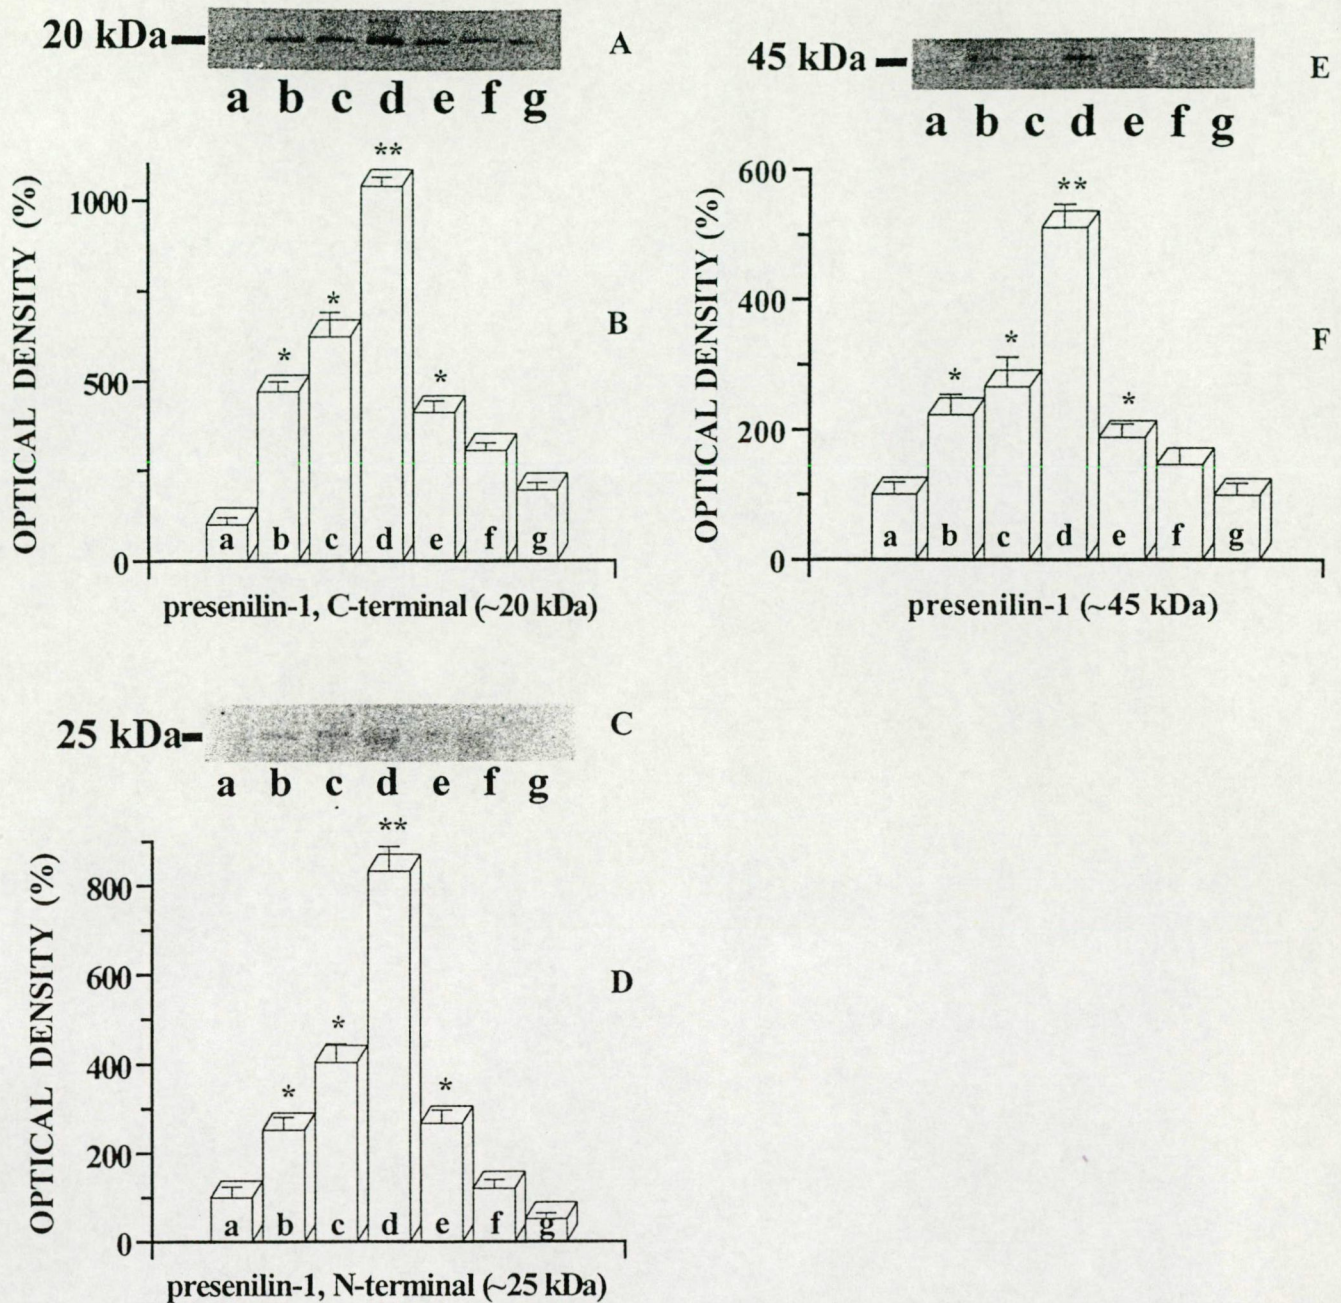 20 kDa
A
a b c d e f g
OPTICAL DENSITY (%)
1000
500
0
*
*
**
*
a b c d e f g
B
presenilin-1, C-terminal (~20 kDa)
45 kDa
E
a b c d e f g
OPTICAL DENSITY (%)
600
400
200
0
*
*
**
*
a b c d e f g
F
presenilin-1 (~45 kDa)
25 kDa
C
a b c d e f g
OPTICAL DENSITY (%)
800
600
400
200
0
*
*
**
*
a b c d e f g
D
presenilin-1, N-terminal (~25 kDa)